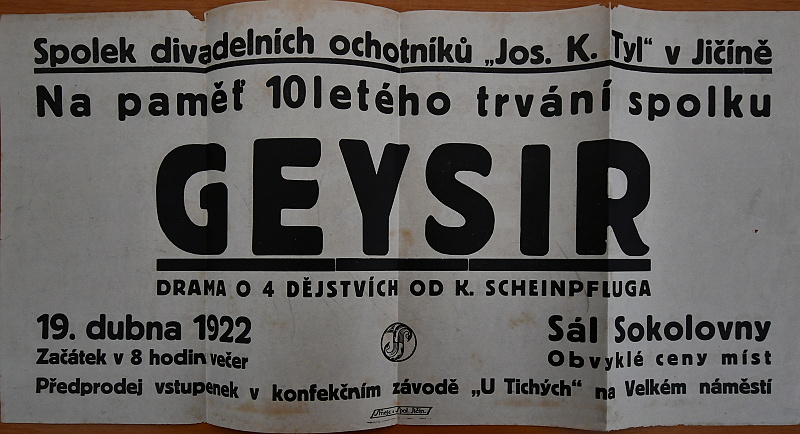 Spolek divadelních ochotníků „Jos. K. Tyl“ v Jičíně
Na paměť 10letého trvání spolku
GEYSIR
DRAMA O 4 DĚJSTVÍCH OD K. SCHEINPFLUGA
19. dubna 1922
Začátek v 8 hodin večer
Sál Sokolovny
Obvyklé ceny míst
Předprodej vstupenek v konfekčním závodě „U Tichých“ na Velkém náměstí